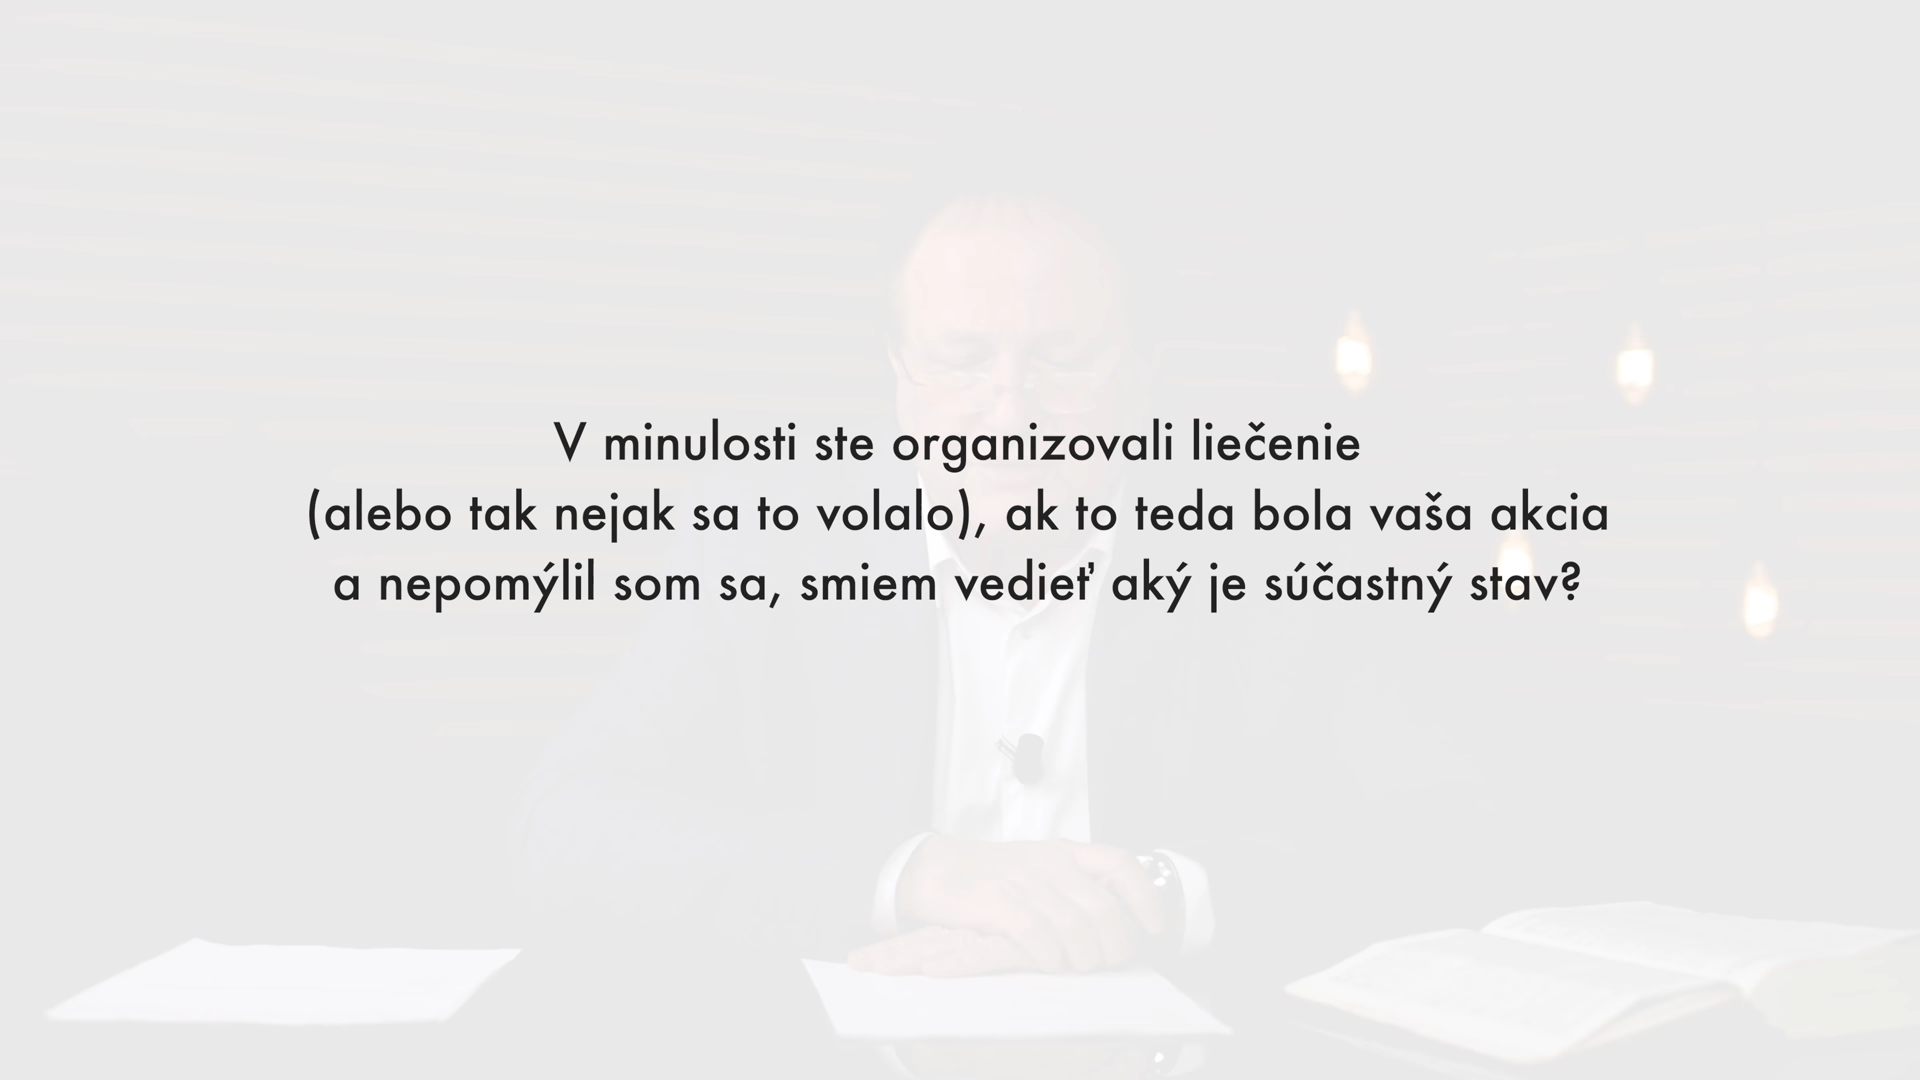 V minulosti ste organizovali liečenie
(alebo tak nejak sa to volalo), ak to teda bola vaša akcia
a nepomýlil som sa, smiem vedieť aký je súčastný stav?